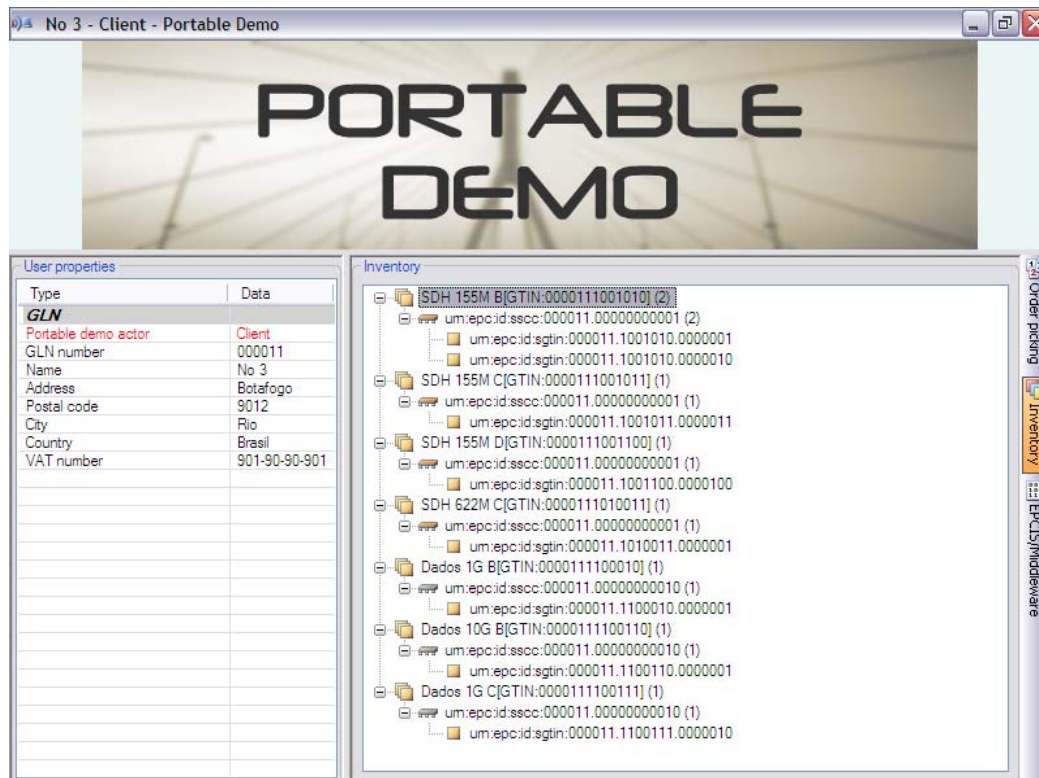 No 3 - Client - Portable Demo
PORTABLE
DEMO
User properties
Type Data
GLN
Portable demo actor Client
GLN number 000011
Name No 3
Address Botafogo
Postal code 9012
City Rio
Country Brasil
VAT number 901-90-90-901
Inventory
SDH 155M B[GTIN:0000111001010] (2)
urn:epc:id:sscc:000011.00000000001 (2)
urn:epc:id:sgtin:000011.1001010.0000001
urn:epc:id:sgtin:000011.1001010.0000010
SDH 155M C[GTIN:0000111001011] (1)
urn:epc:id:sscc:000011.00000000001 (1)
urn:epc:id:sgtin:000011.1001011.0000011
SDH 155M D[GTIN:0000111001100] (1)
urn:epc:id:sscc:000011.00000000001 (1)
urn:epc:id:sgtin:000011.1001100.0000100
SDH 622M C[GTIN:0000111010011] (1)
urn:epc:id:sscc:000011.00000000001 (1)
urn:epc:id:sgtin:000011.1010011.0000001
Dados 1G B[GTIN:0000111100010] (1)
urn:epc:id:sscc:000011.00000000010 (1)
urn:epc:id:sgtin:000011.1100010.0000001
Dados 10G B[GTIN:0000111100110] (1)
urn:epc:id:sscc:000011.00000000010 (1)
urn:epc:id:sgtin:000011.1100110.0000001
Dados 1G C[GTIN:0000111100111] (1)
urn:epc:id:sscc:000011.00000000010 (1)
urn:epc:id:sgtin:000011.1100111.0000010
Order picking
Inventory
EPCIS/Middleware